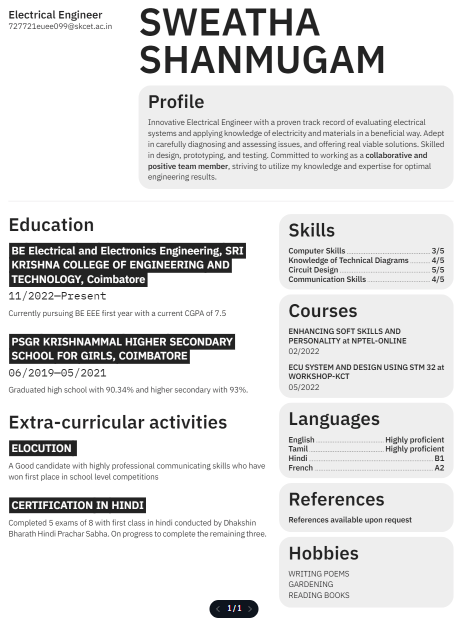 Electrical Engineer
727721euee099@skcet.ac.in
SWEATHA
SHANMUGAM
Profile
Innovative Electrical Engineer with a proven track record of evaluating electrical
systems and applying knowledge of electricity and materials in a beneficial way. Adept
in carefully diagnosing and assessing issues, and offering real viable solutions. Skilled
in design, prototyping, and testing. Committed to working as a collaborative and
positive team member, striving to utilize my knowledge and expertise for optimal
engineering results.
Education
BE Electrical and Electronics Engineering, SRI
KRISHNA COLLEGE OF ENGINEERING AND
TECHNOLOGY, Coimbatore
11/2022—Present
Currently pursuing BE EEE first year with a current CGPA of 7.5
PSGR KRISHNAMMAL HIGHER SECONDARY
SCHOOL FOR GIRLS, COIMBATORE
06/2019—05/2021
Graduated high school with 90.34% and higher secondary with 93%.
Extra-curricular activities
ELOCUTION
A Good candidate with highly professional communicating skills who have
won first place in school level competitions
CERTIFICATION IN HINDI
Completed 5 exams of 8 with first class in hindi conducted by Dhakshin
Bharath Hindi Prachar Sabha. On progress to complete the remaining three.
Skills
Computer Skills 3/5
Knowledge of Technical Diagrams 4/5
Circuit Design 5/5
Communication Skills 4/5
Courses
ENHANCING SOFT SKILLS AND
PERSONALITY at NPTEL-ONLINE
02/2022
ECU SYSTEM AND DESIGN USING STM 32 at
WORKSHOP-KCT
05/2022
Languages
English Highly proficient
Tamil Highly proficient
Hindi B1
French A2
References
References available upon request
Hobbies
WRITING POEMS
GARDENING
READING BOOKS
1/1